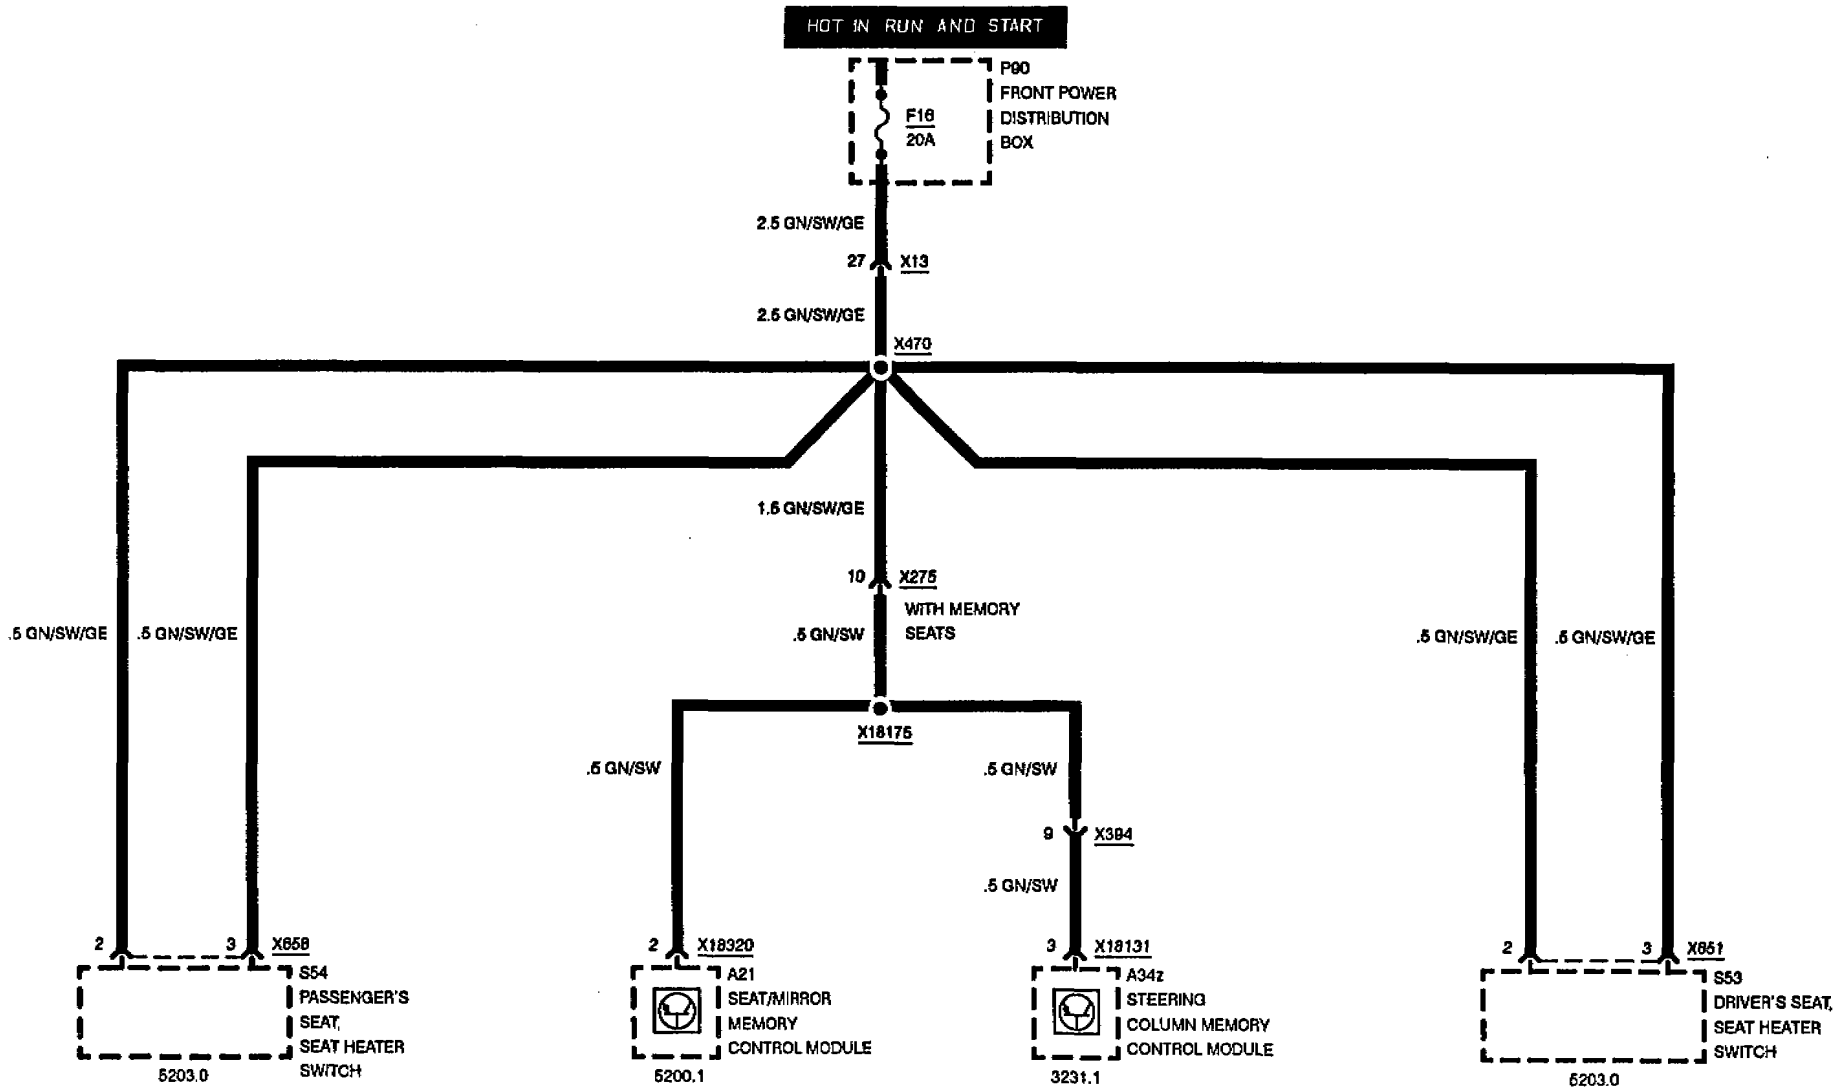 HOT IN RUN AND START
P90
FRONT POWER
DISTRIBUTION
BOX
F16
20A
2.5 GN/SW/GE
27
X13
2.5 GN/SW/GE
X470
1.5 GN/SW/GE
10
X275
WITH MEMORY
SEATS
.5 GN/SW/GE
.5 GN/SW/GE
.5 GN/SW
.5 GN/SW/GE
.5 GN/SW/GE
X18175
.5 GN/SW
.5 GN/SW
9
X394
.5 GN/SW
2
3
X658
2
X18320
3
X18131
2
3
X651
S54
PASSENGER'S
SEAT,
SEAT HEATER
SWITCH
5203.0
A21
SEAT/MIRROR
MEMORY
CONTROL MODULE
5200.1
A34z
STEERING
COLUMN MEMORY
CONTROL MODULE
3231.1
S53
DRIVER'S SEAT,
SEAT HEATER
SWITCH
5203.0